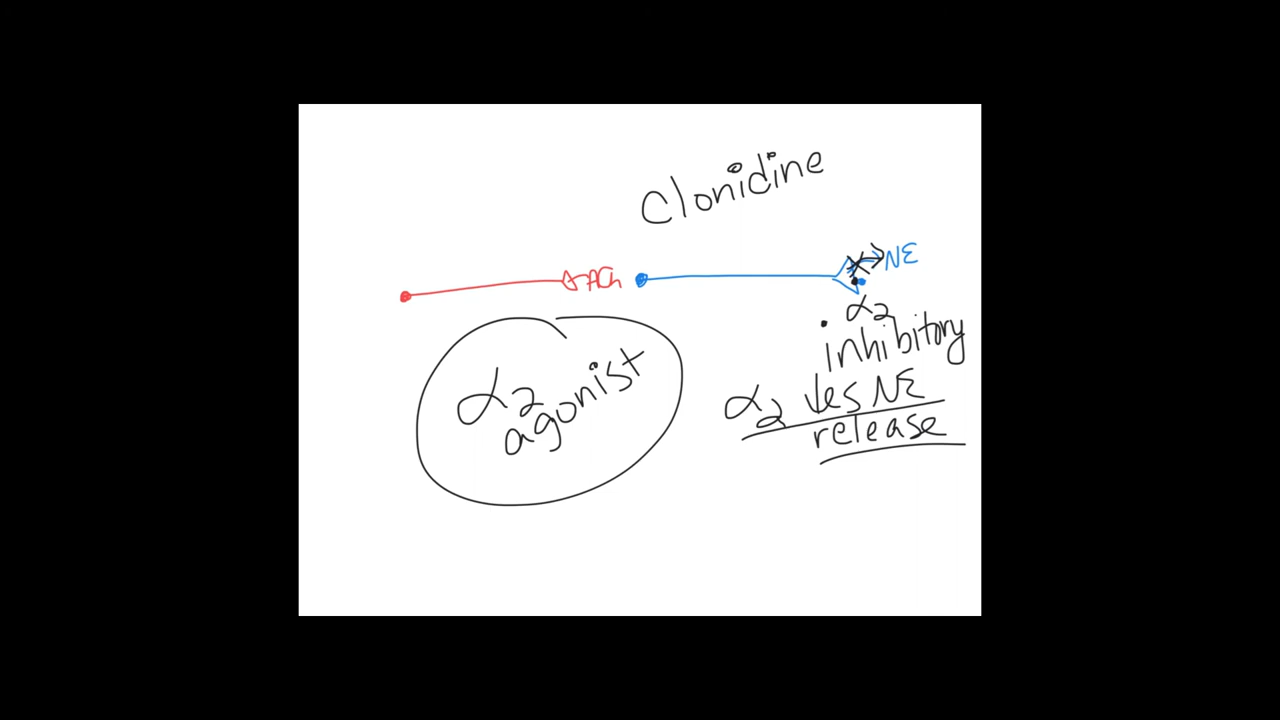 Clonidine
ACh
NE
α2
inhibitory
α2 agonist
α2 ↓es NE
release